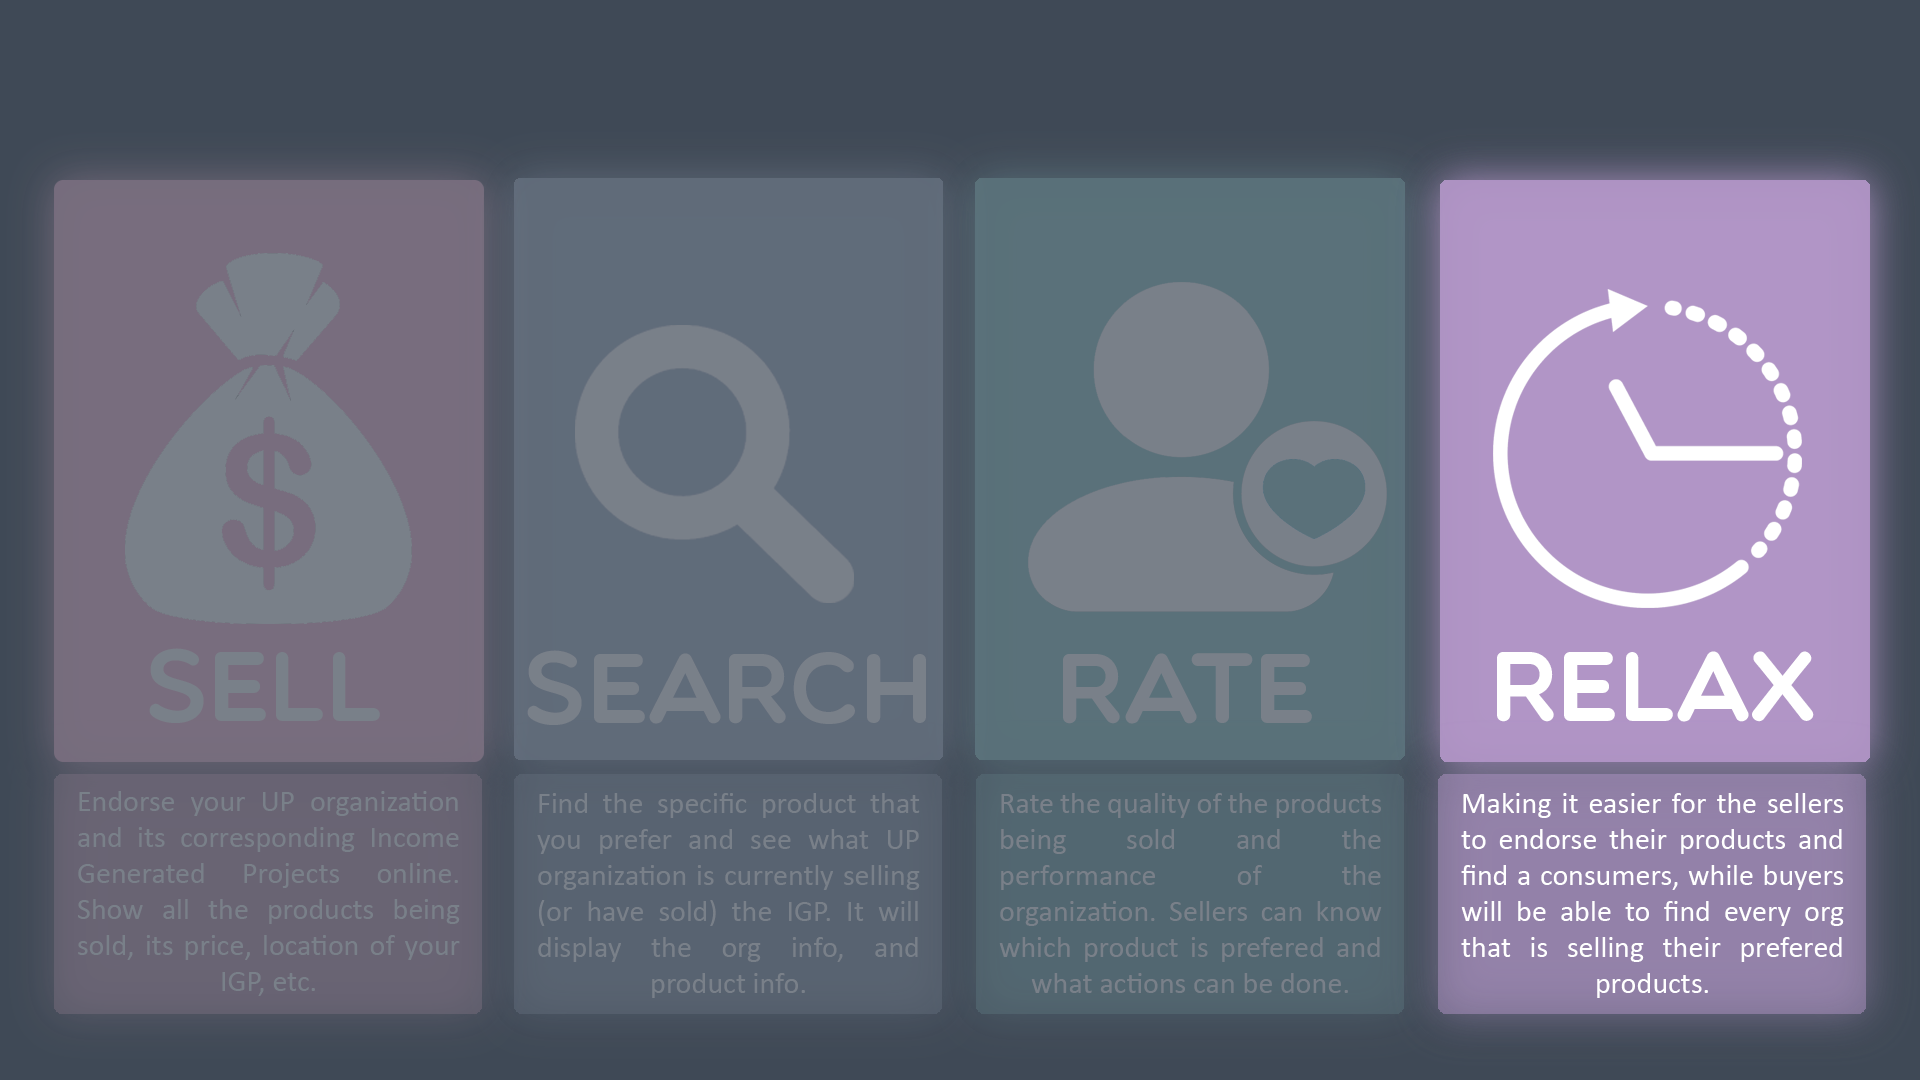 $
SELL
Endorse your UP organization
and its corresponding Income
Generated Projects online.
Show all the products being
sold, its price, location of your
IGP, etc.
SEARCH
Find the specific product that
you prefer and see what UP
organization is currently selling
(or have sold) the IGP. It will
display the org info, and
product info.
RATE
Rate the quality of the products
being sold and the
performance of the
organization. Sellers can know
which product is prefered and
what actions can be done.
RELAX
Making it easier for the sellers
to endorse their products and
find a consumers, while buyers
will be able to find every org
that is selling their prefered
products.